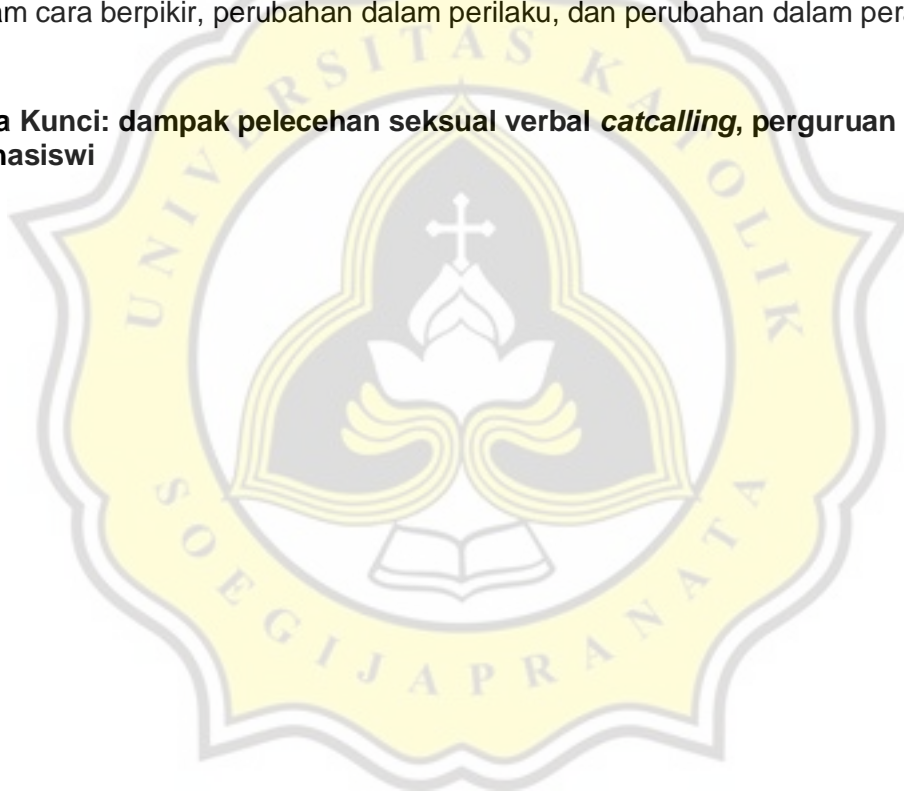 am cara berpikir, perubahan dalam perilaku, dan perubahan dalam pera
a Kunci: dampak pelecehan seksual verbal catcalling, perguruan
nasiswi
UNIVERSITAS KATOLIK
SOEGIJAPRANATA